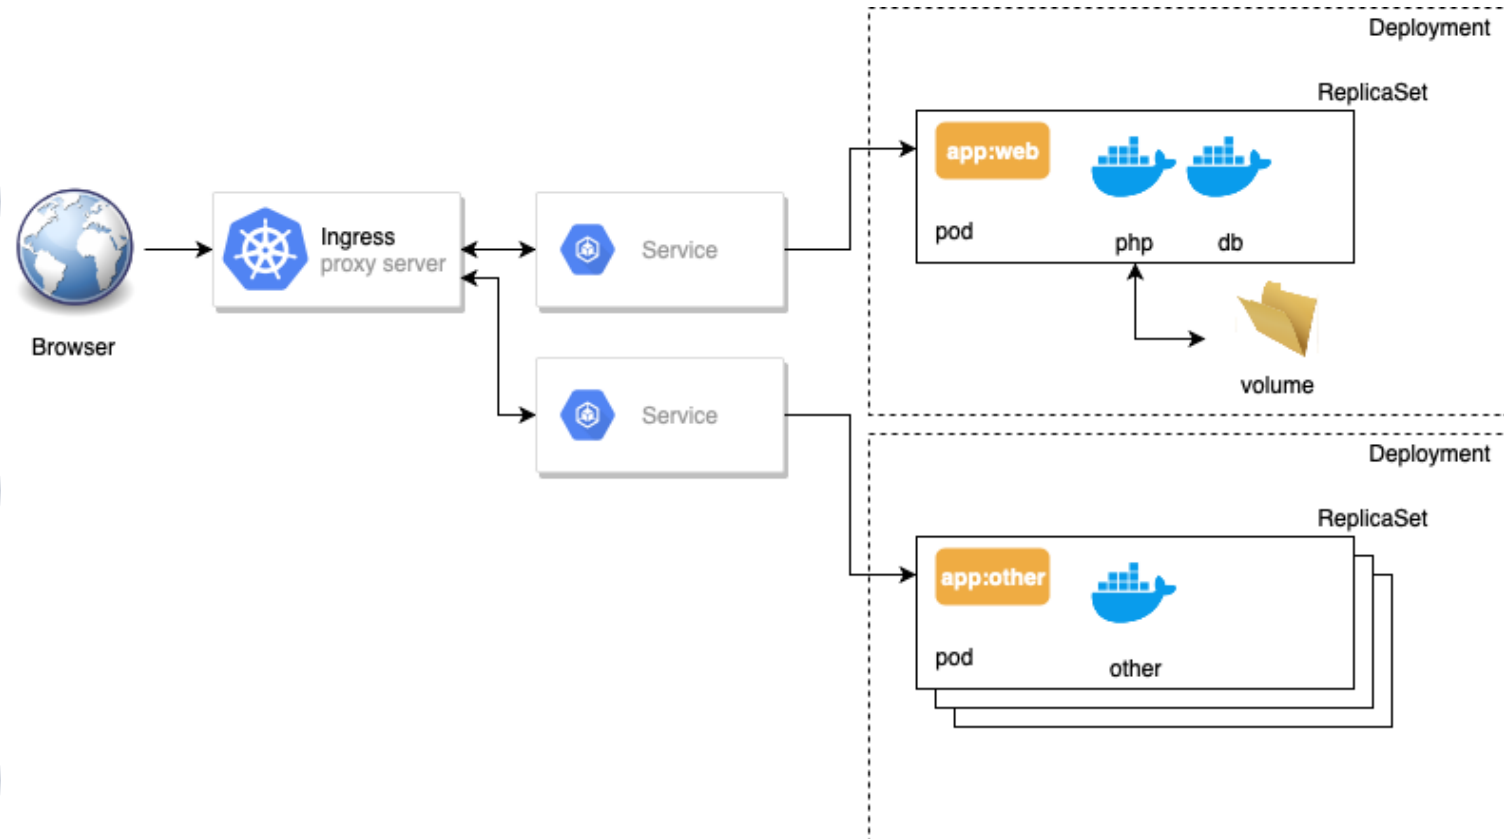 Deployment
ReplicaSet
app:web
pod
php
db
Ingress
proxy server
Service
Browser
volume
Service
Deployment
ReplicaSet
app:other
pod
other